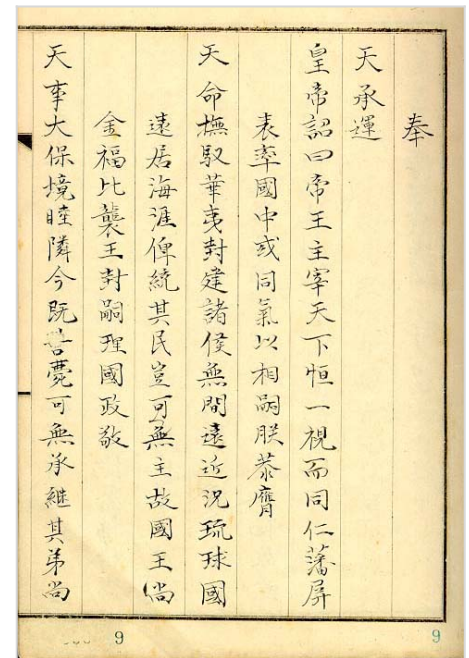 奉
天承運
皇帝詔曰帝王主宰天下恒一視而同仁藩屏
表率國中或同氣以相嗣朕恭膺
天命撫馭華夷封建諸侯無間遠近況琉球國
遠居海涯俾統其民豈可無主故國王尚
金福比襲王封嗣理國政敬
天事大保境睦隣今既薨可無承継其弟尚
9
9